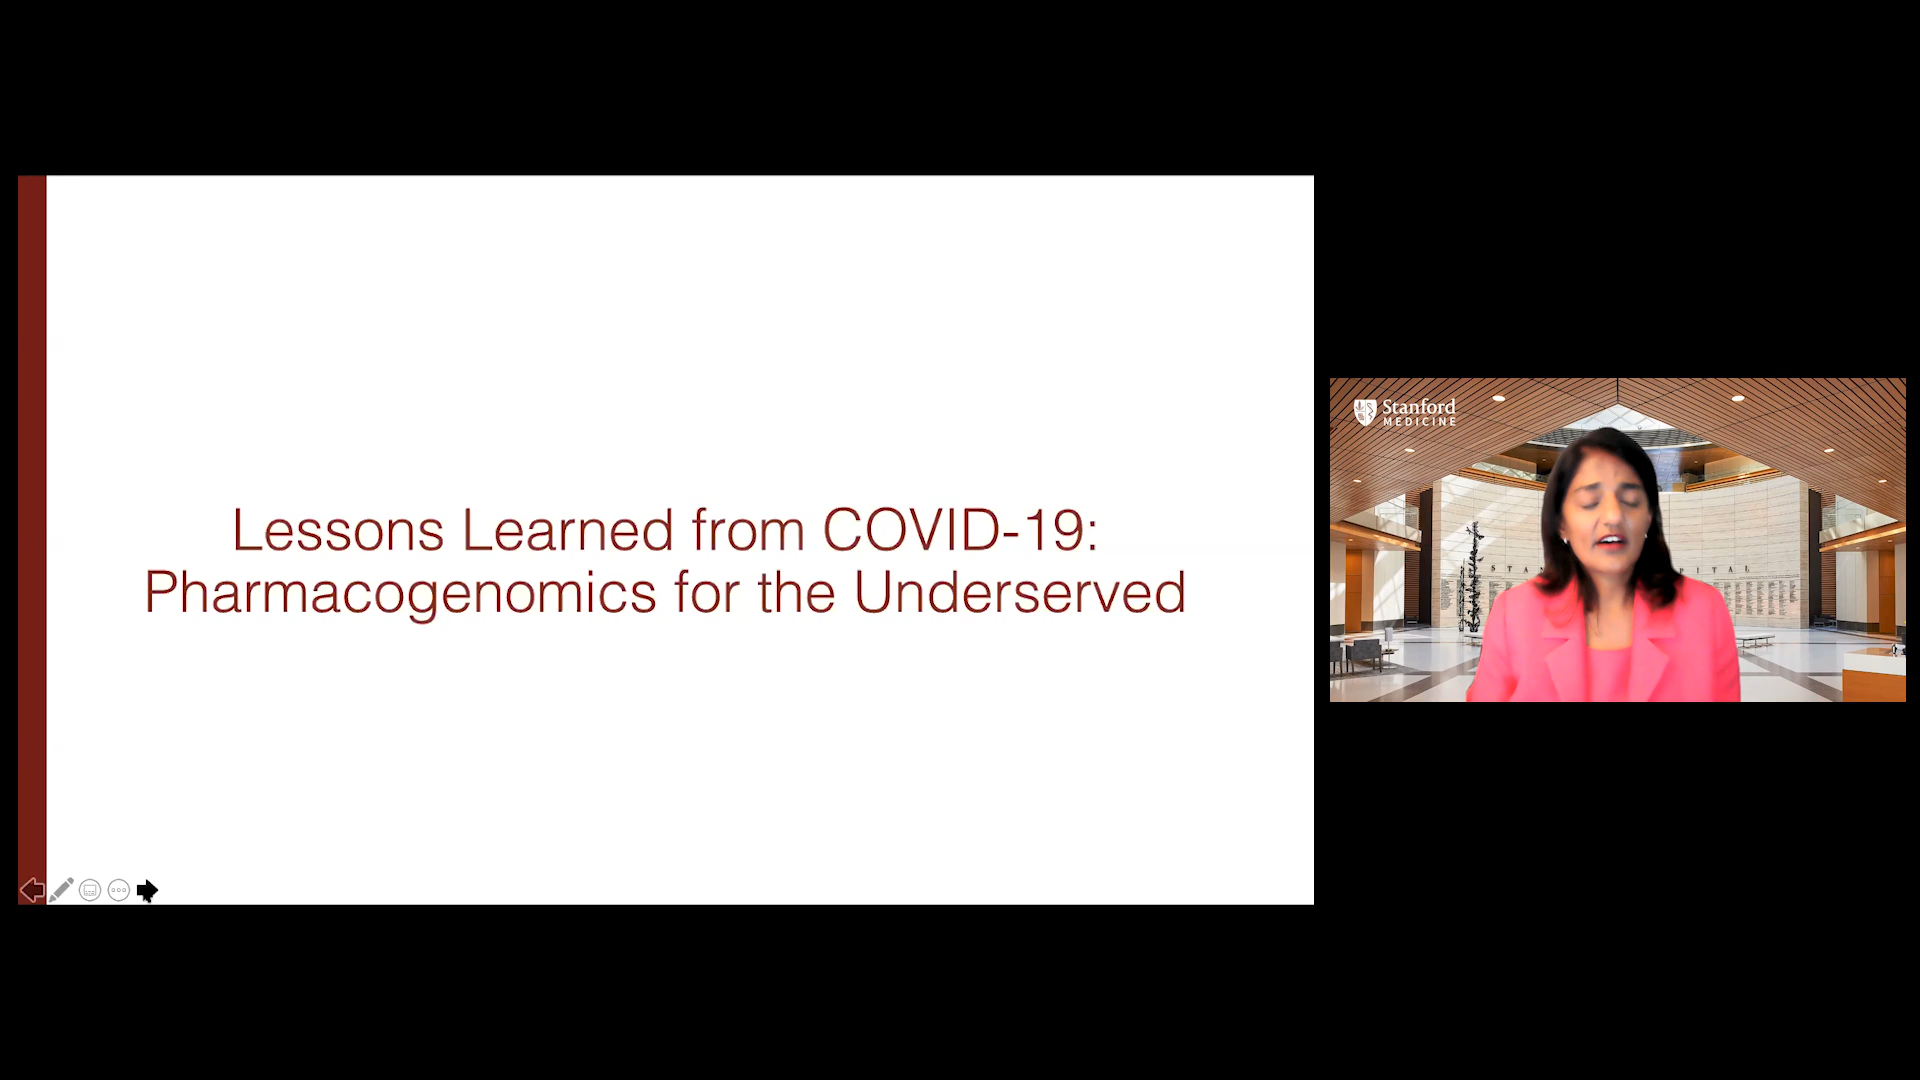 Lessons Learned from COVID-19:
Pharmacogenomics for the Underserved
Stanford
MEDICINE